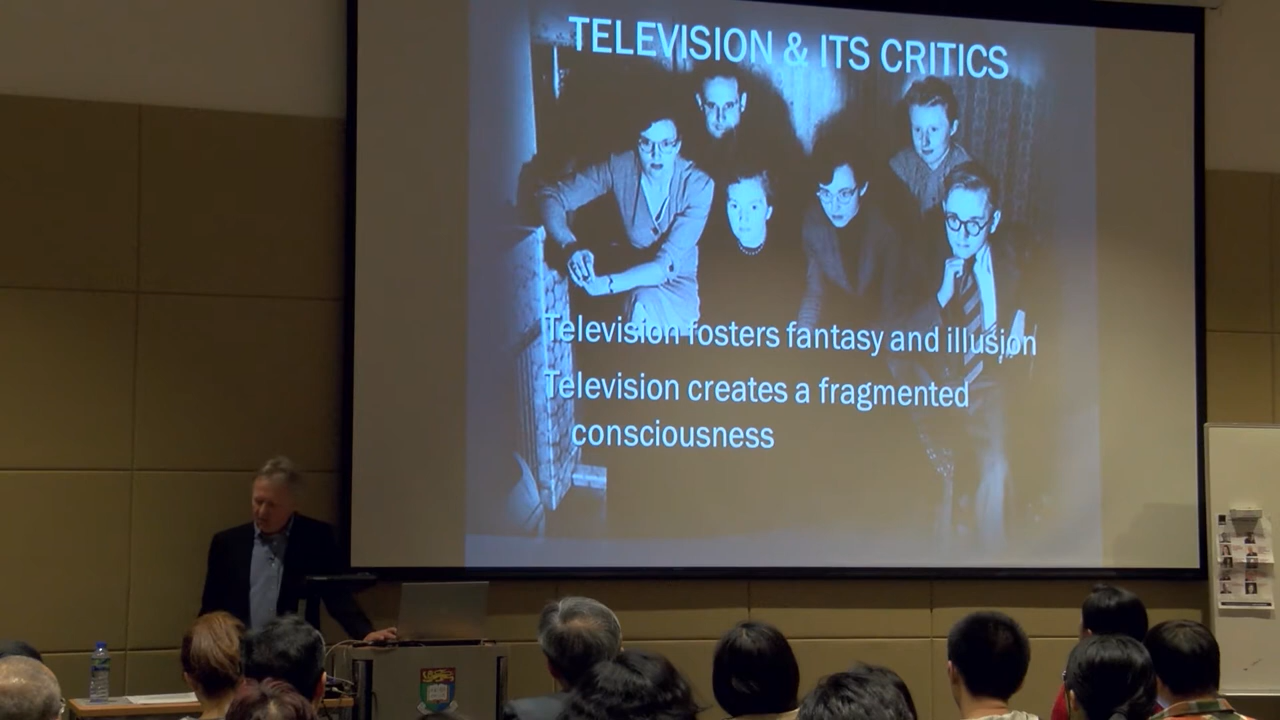 TELEVISION & ITS CRITICS
Television fosters fantasy and illusion
Television creates a fragmented
consciousness